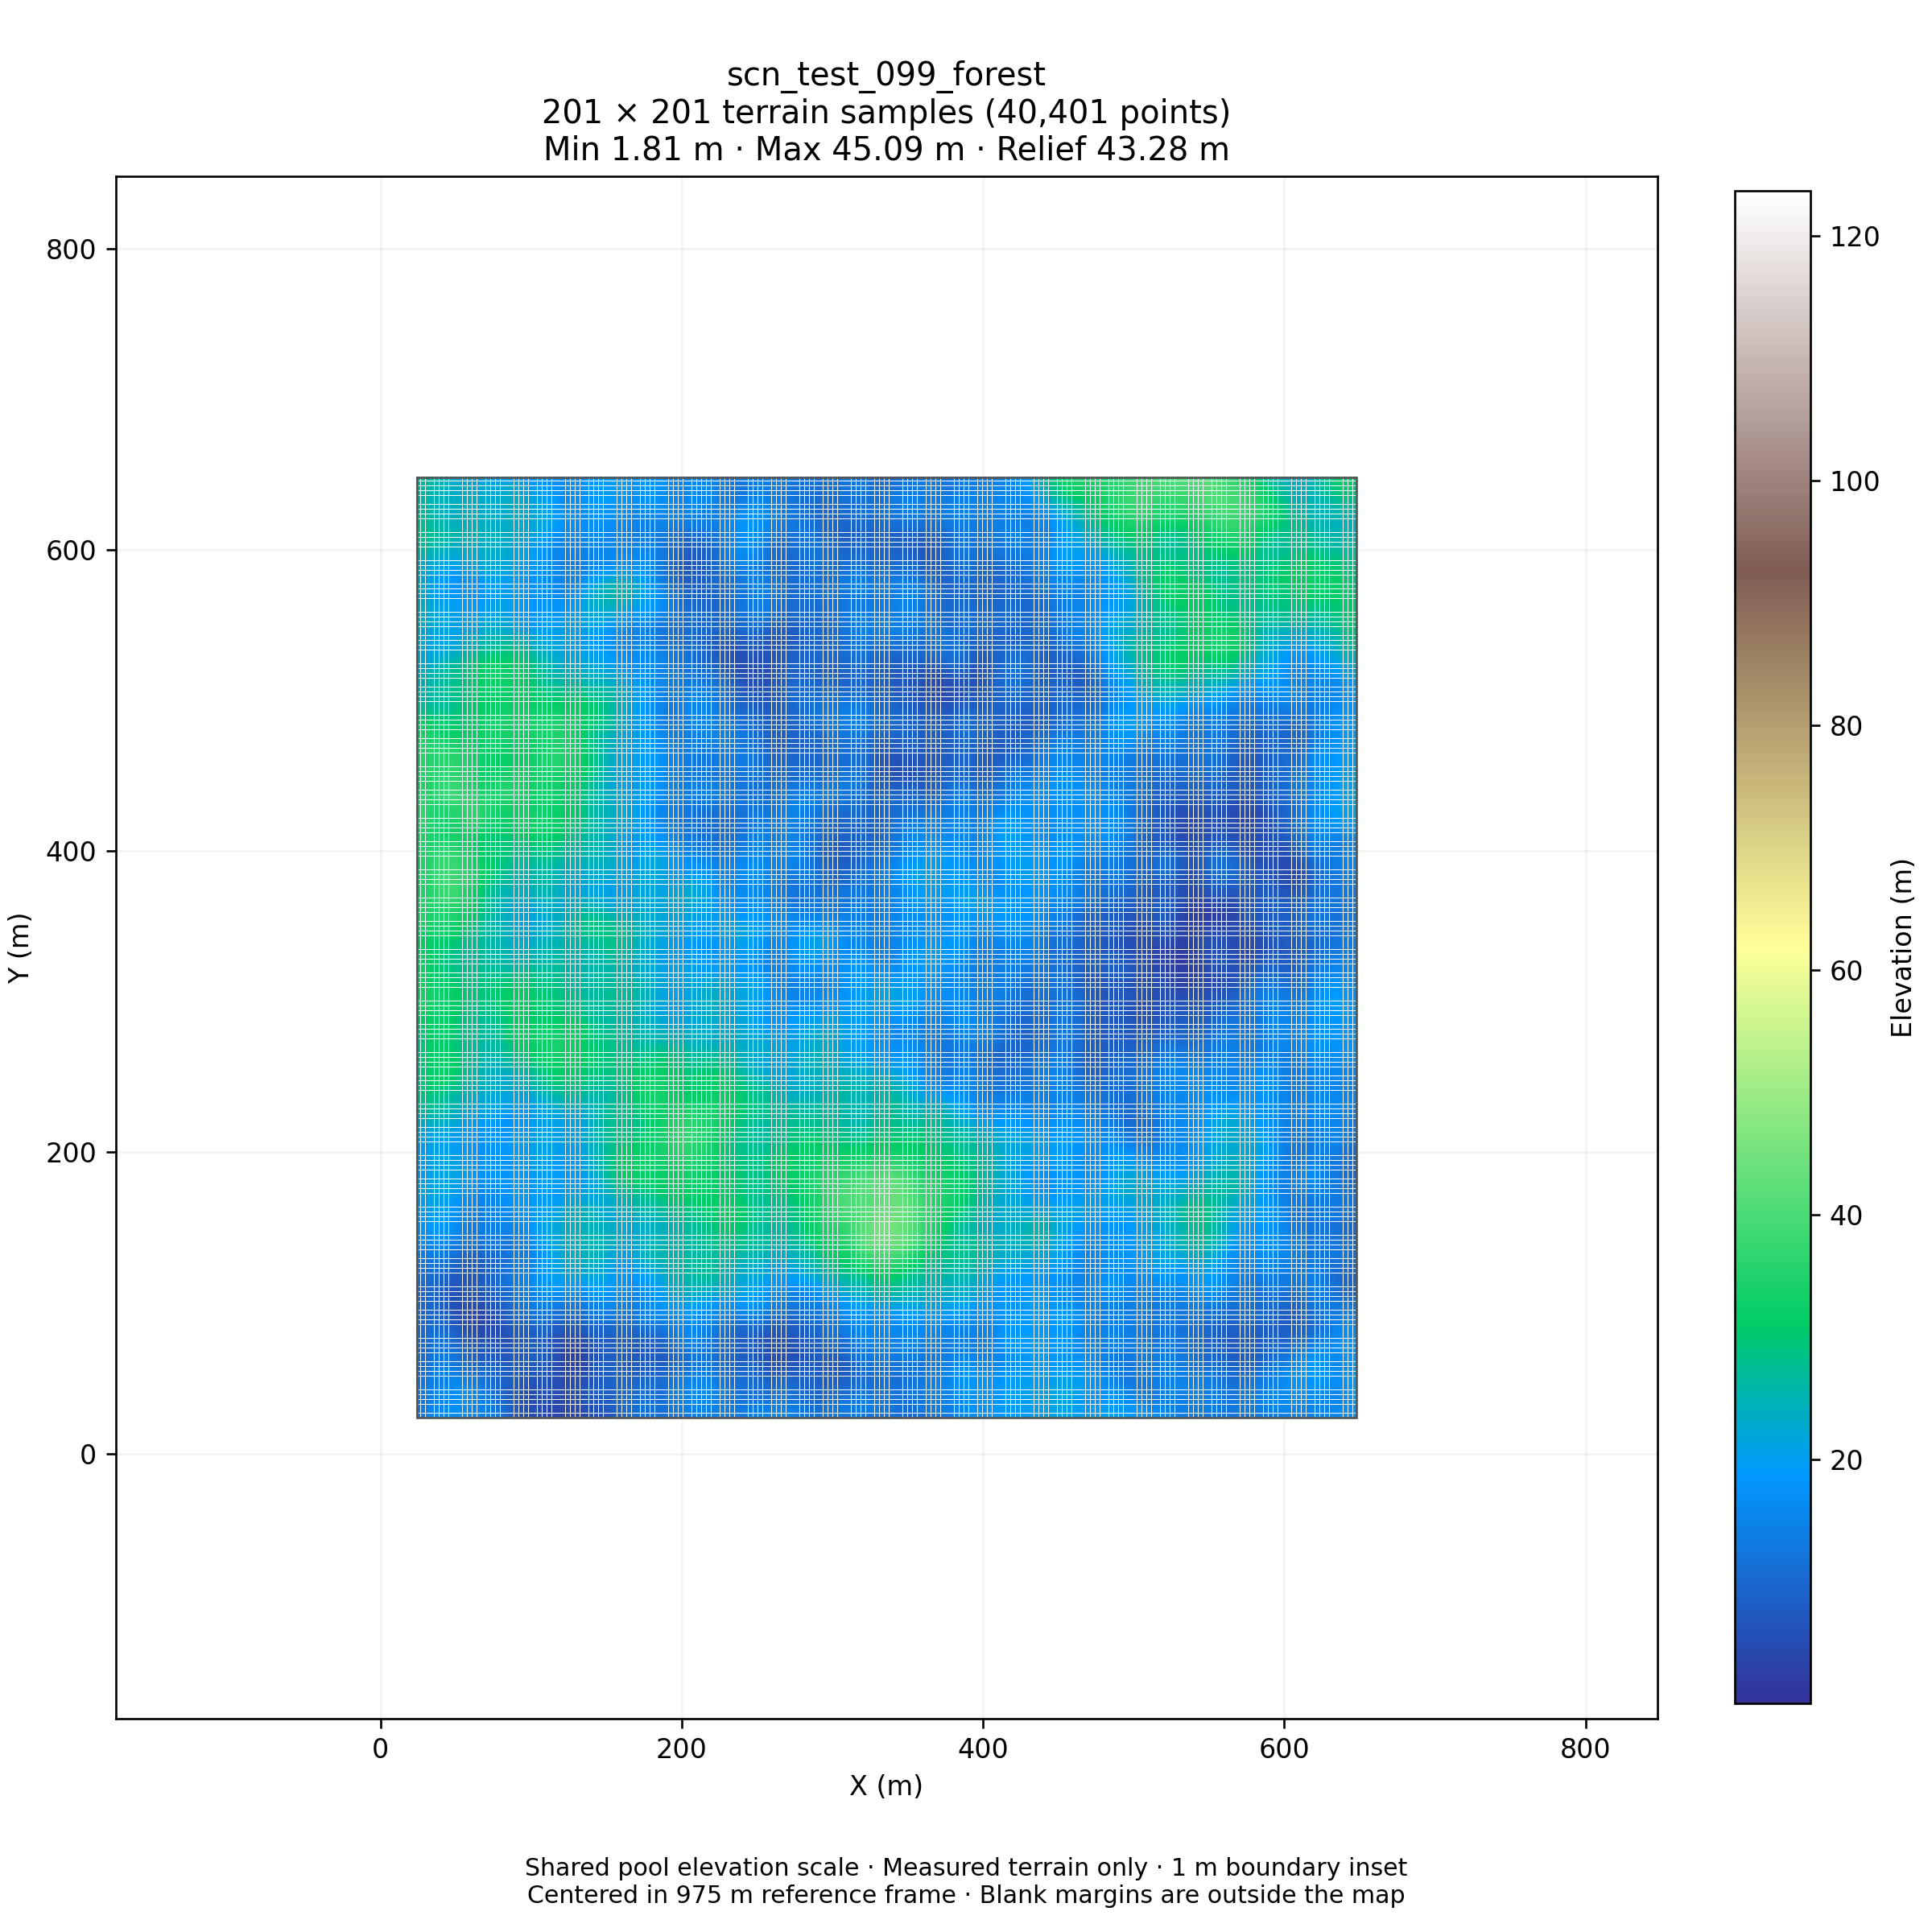 scn_test_099_forest
201 × 201 terrain samples (40,401 points)
Min 1.81 m · Max 45.09 m · Relief 43.28 m
800
600
400
200
0
Y (m)
0 200 400 600 800
X (m)
120
100
80
60
40
20
Elevation (m)
Shared pool elevation scale · Measured terrain only · 1 m boundary inset
Centered in 975 m reference frame · Blank margins are outside the map